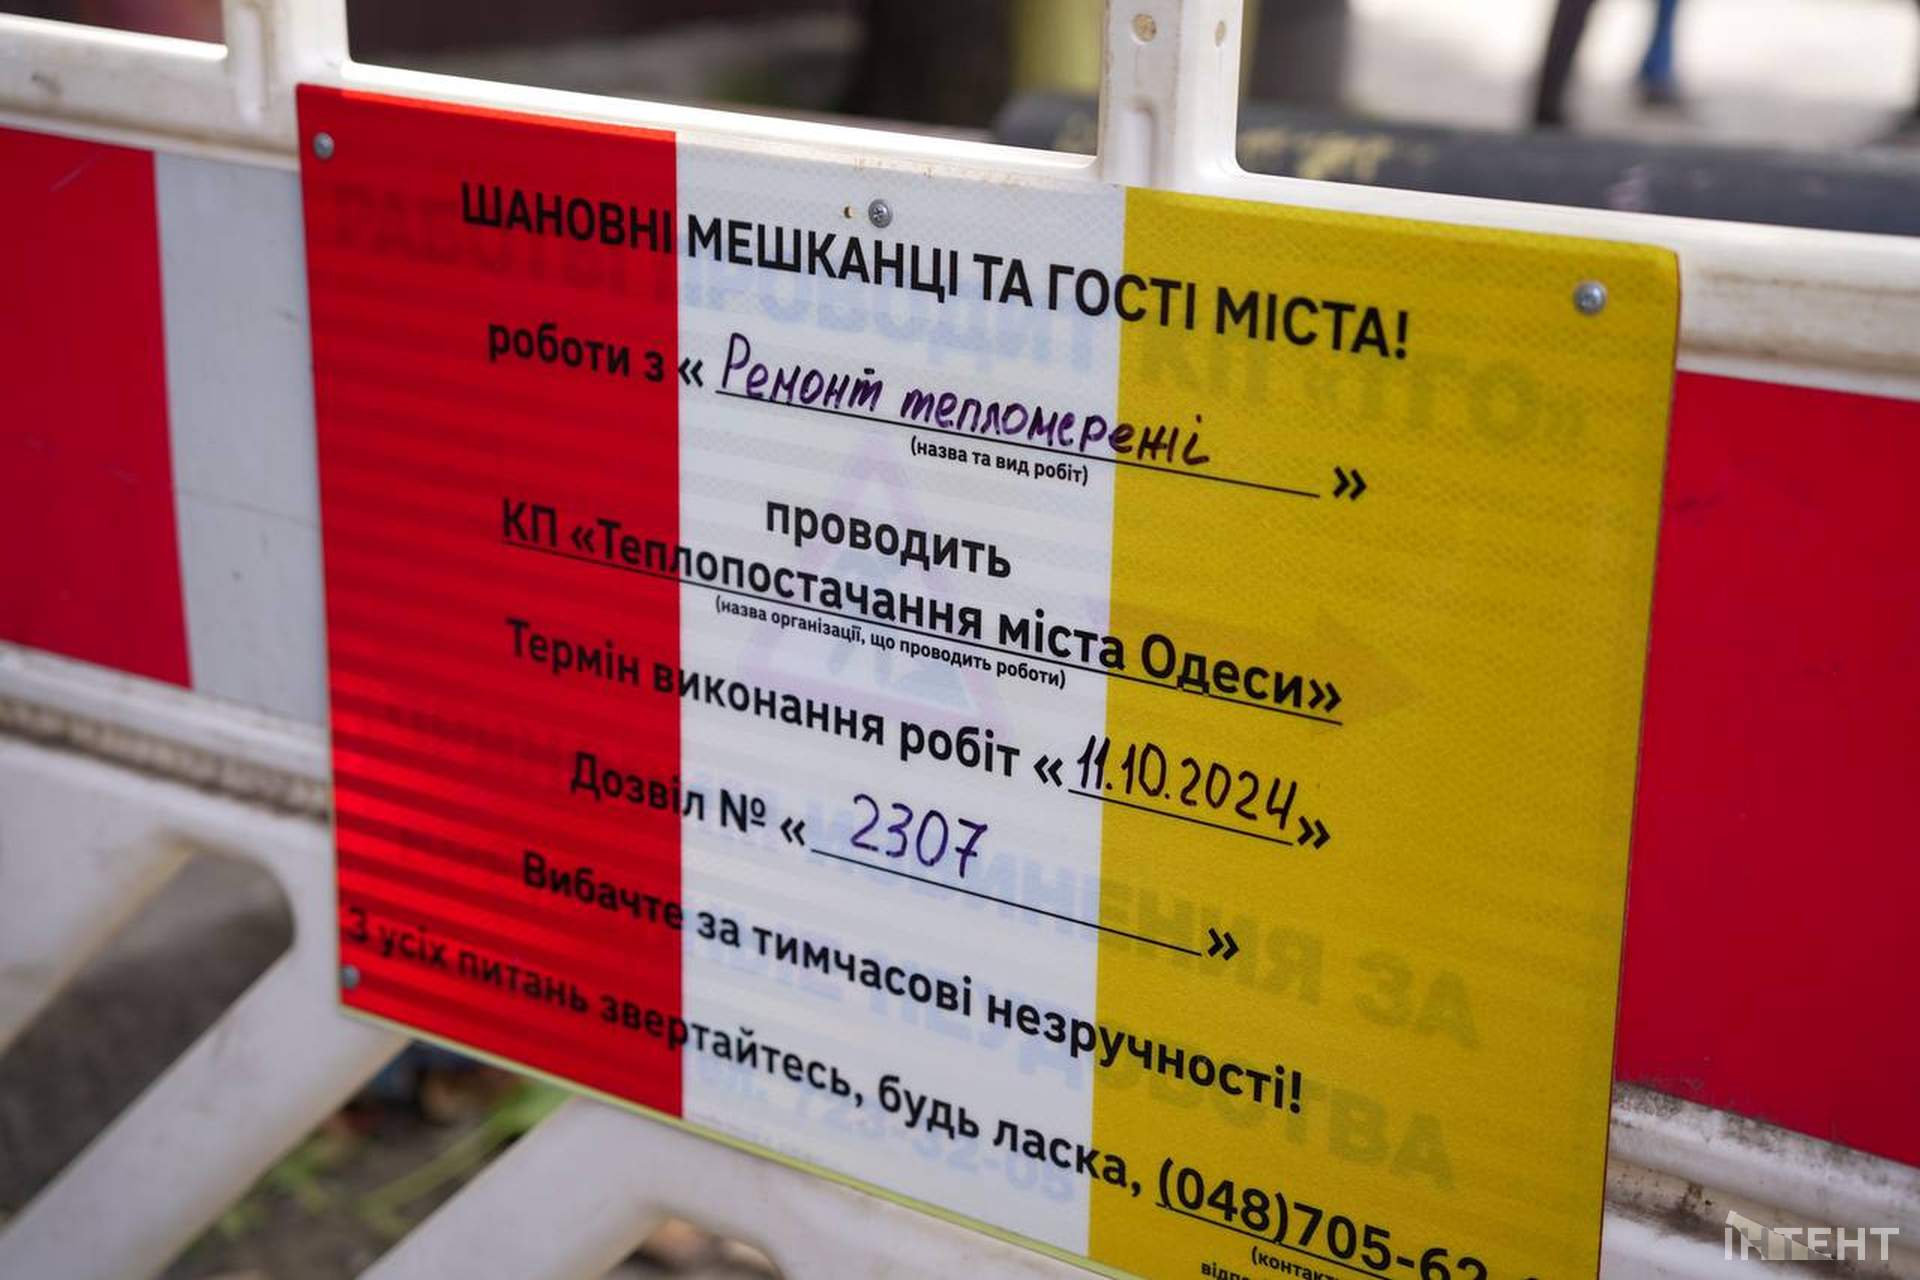 ШАНОВНІ МЕШКАНЦІ ТА ГОСТІ МІСТА!
роботи з « Ремонт тепломережі »
(назва та вид робіт)
проводить
КП «Теплопостачання міста Одеси»
(назва організації, що проводить роботи)
Термін виконання робіт «11.10.2024»
Дозвіл № « 2307 »
Вибачте за тимчасові незручності!
З усіх питань звертайтесь, будь ласка, (048)705-62-
ІНТЕНТ